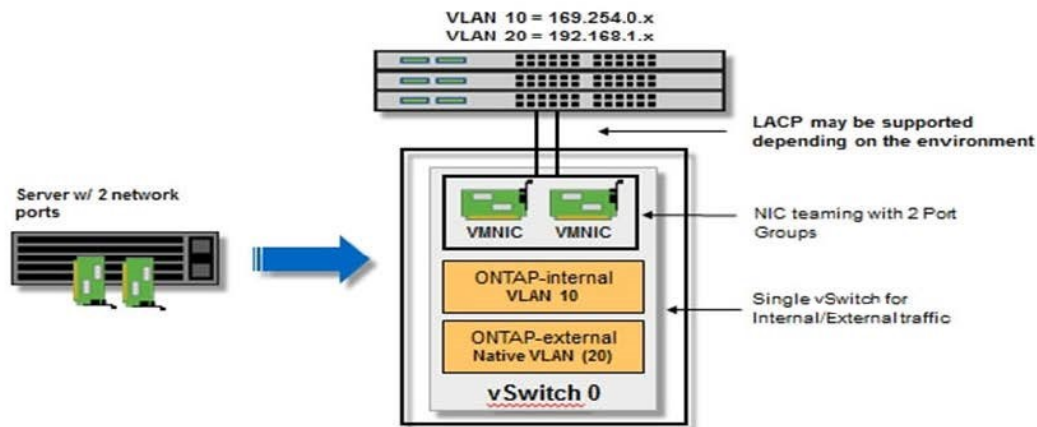 VLAN 10 = 169.254.0.x
VLAN 20 = 192.168.1.x
LACP may be supported
depending on the environment
Server w/ 2 network
ports
VMNIC
VMNIC
NIC teaming with 2 Port
Groups
ONTAP-internal
VLAN 10
Single vSwitch for
Internal/External traffic
ONTAP-external
Native VLAN (20)
vSwitch 0